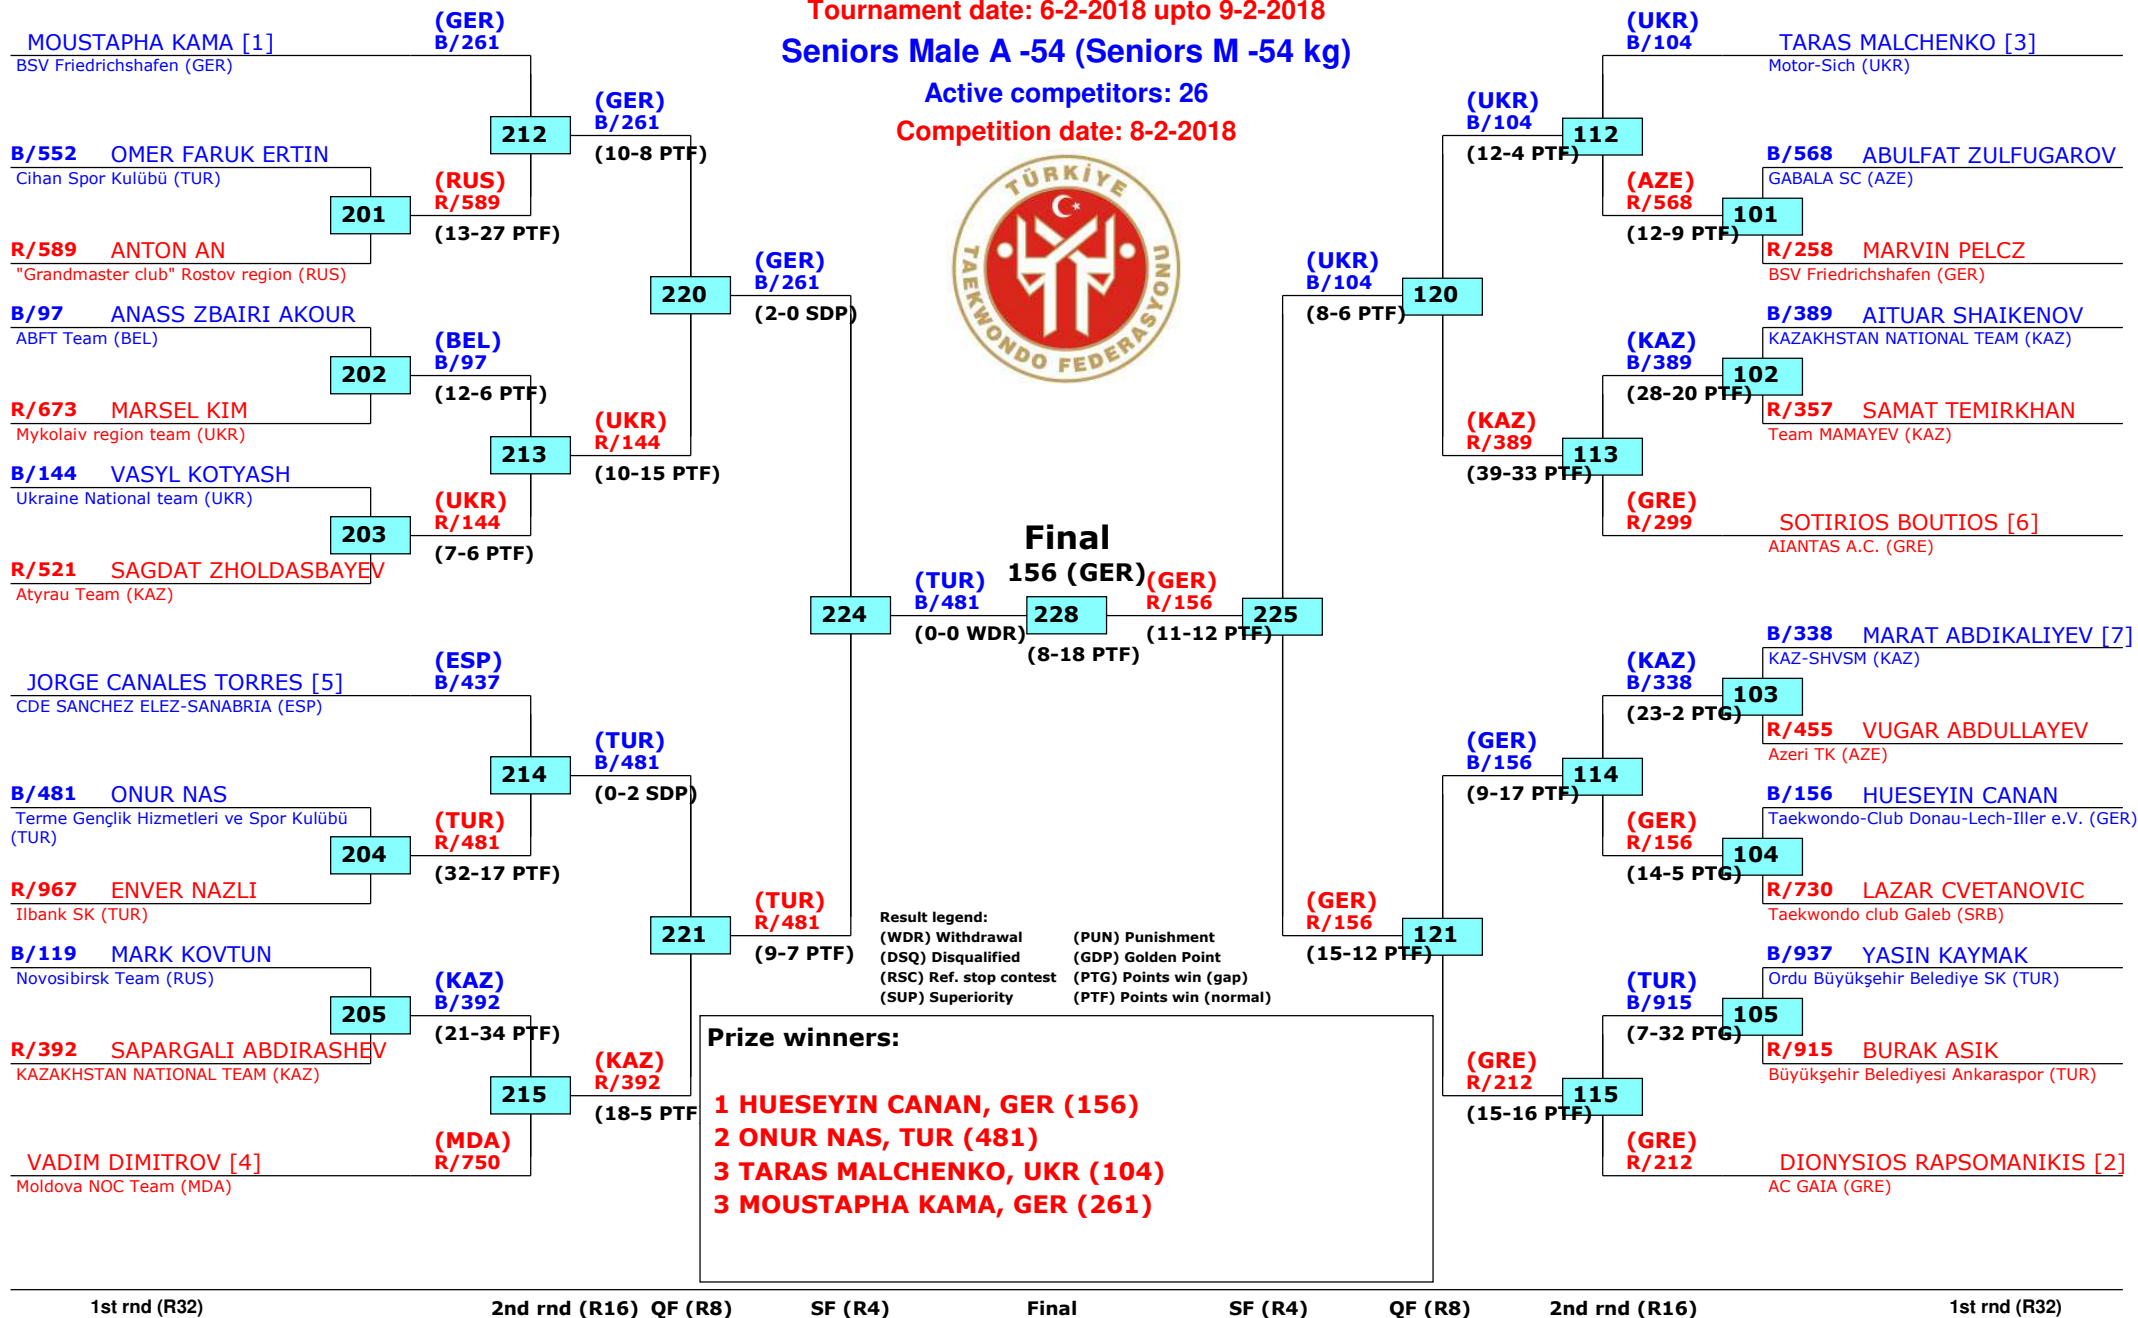 Tournament date: 6-2-2018 upto 9-2-2018
Seniors Male A -54 (Seniors M -54 kg)
Active competitors: 26
Competition date: 8-2-2018
TÜRKİYE
TAEKWONDO FEDERASYONU
MOUSTAPHA KAMA [1]
BSV Friedrichshafen (GER)
B/552 OMER FARUK ERTIN
Cihan Spor Kulübü (TUR)
201
R/589 ANTON AN
"Grandmaster club" Rostov region (RUS)
B/97 ANASS ZBAIRI AKOUR
ABFT Team (BEL)
202
R/673 MARSEL KIM
Mykolaiv region team (UKR)
B/144 VASYL KOTYASH
Ukraine National team (UKR)
203
R/521 SAGDAT ZHOLDASBAYEV
Atyrau Team (KAZ)
JORGE CANALES TORRES [5]
CDE SANCHEZ ELEZ-SANABRIA (ESP)
B/481 ONUR NAS
Terme Gençlik Hizmetleri ve Spor Kulübü
(TUR)
204
R/967 ENVER NAZLI
Ilbank SK (TUR)
B/119 MARK KOVTUN
Novosibirsk Team (RUS)
205
R/392 SAPARGALI ABDIRASHEV
KAZAKHSTAN NATIONAL TEAM (KAZ)
VADIM DIMITROV [4]
Moldova NOC Team (MDA)
(GER)
B/261
212
(RUS)
R/589
(13-27 PTF)
(BEL)
B/97
(12-6 PTF)
213
(UKR)
R/144
(7-6 PTF)
(ESP)
B/437
214
(TUR)
R/481
(32-17 PTF)
(KAZ)
B/392
(21-34 PTF)
215
(MDA)
R/750
(GER)
B/261
(10-8 PTF)
220
(UKR)
R/144
(10-15 PTF)
(TUR)
B/481
(0-2 SDP)
221
(KAZ)
R/392
(18-5 PTF
(GER)
B/261
(2-0 SDP)
224
(TUR)
R/481
(9-7 PTF)
(TUR)
B/481
(0-0 WDR)
Final
156 (GER)
228
(8-18 PTF)
(GER)
R/156
(11-12 PTF)
225
(UKR)
B/104
(8-6 PTF)
(GER)
R/156
(15-12 PTF)
(UKR)
B/104
(12-4 PTF)
120
(KAZ)
R/389
(39-33 PTF)
(GER)
B/156
(9-17 PTF)
121
(GRE)
R/212
(15-16 PTF)
(UKR)
B/104
112
(AZE)
R/568
(12-9 PTF)
(KAZ)
B/389
(28-20 PTF)
113
(GRE)
R/299
(KAZ)
B/338
(23-2 PTG)
114
(GER)
R/156
(14-5 PTG)
(TUR)
B/915
(7-32 PTG)
115
(GRE)
R/212
TARAS MALCHENKO [3]
Motor-Sich (UKR)
B/568 ABULFAT ZULFUGAROV
GABALA SC (AZE)
101
R/258 MARVIN PELCZ
BSV Friedrichshafen (GER)
B/389 AITUAR SHAIKENOV
KAZAKHSTAN NATIONAL TEAM (KAZ)
102
R/357 SAMAT TEMIRKHAN
Team MAMAYEV (KAZ)
SOTIRIOS BOUTIOS [6]
AIANTAS A.C. (GRE)
B/338 MARAT ABDIKALIYEV [7]
KAZ-SHVSM (KAZ)
103
R/455 VUGAR ABDULLAYEV
Azeri TK (AZE)
B/156 HUESEYIN CANAN
Taekwondo-Club Donau-Lech-Iller e.V. (GER)
104
R/730 LAZAR CVETANOVIC
Taekwondo club Galeb (SRB)
B/937 YASIN KAYMAK
Ordu Büyükşehir Belediye SK (TUR)
105
R/915 BURAK ASIK
Büyükşehir Belediyesi Ankaraspor (TUR)
DIONYSIOS RAPSOMANIKIS [2]
AC GAIA (GRE)
Result legend:
(WDR) Withdrawal (PUN) Punishment
(DSQ) Disqualified (GDP) Golden Point
(RSC) Ref. stop contest (PTG) Points win (gap)
(SUP) Superiority (PTF) Points win (normal)
Prize winners:
1 HUESEYIN CANAN, GER (156)
2 ONUR NAS, TUR (481)
3 TARAS MALCHENKO, UKR (104)
3 MOUSTAPHA KAMA, GER (261)
1st rnd (R32) 2nd rnd (R16) QF (R8) SF (R4) Final SF (R4) QF (R8) 2nd rnd (R16) 1st rnd (R32)